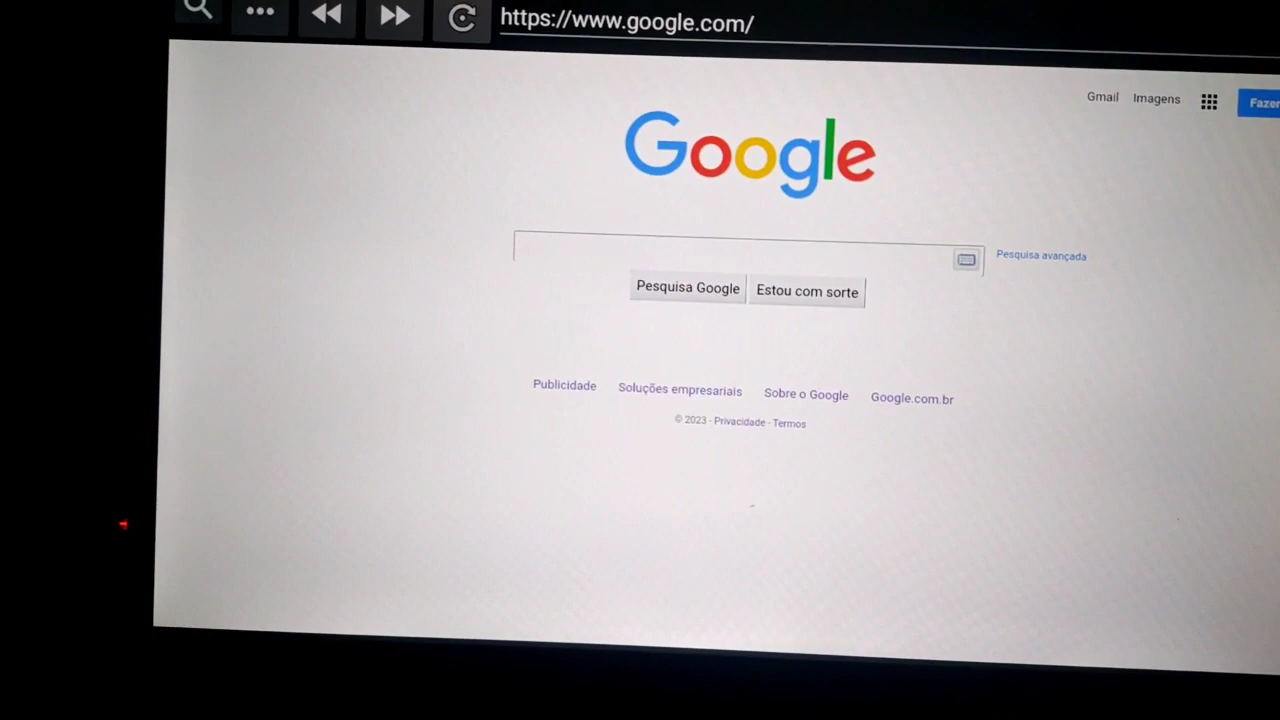 https://www.google.com/
Gmail Imagens Fazer
Google
Pesquisa avançada
Pesquisa Google Estou com sorte
Publicidade Soluções empresariais Sobre o Google Google.com.br
© 2023 - Privacidade - Termos